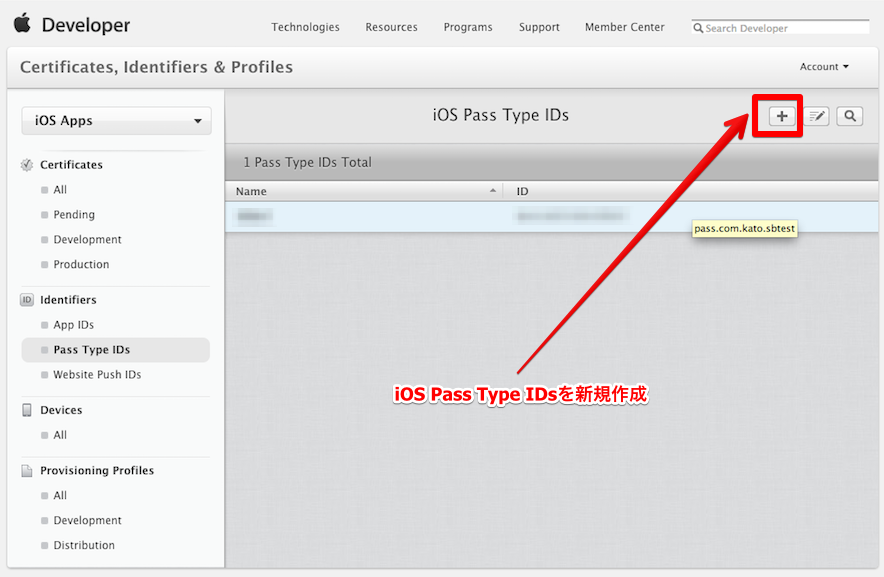 Developer
Technologies
Resources
Programs
Support
Member Center
Search Developer
Certificates, Identifiers & Profiles
Account
iOS Apps
Certificates
All
Pending
Development
Production
ID
Identifiers
App IDs
Pass Type IDs
Website Push IDs
Devices
All
Provisioning Profiles
All
Development
Distribution
iOS Pass Type IDs
1 Pass Type IDs Total
Name
ID
pass.com.kato.sbtest
iOS Pass Type IDsを新規作成